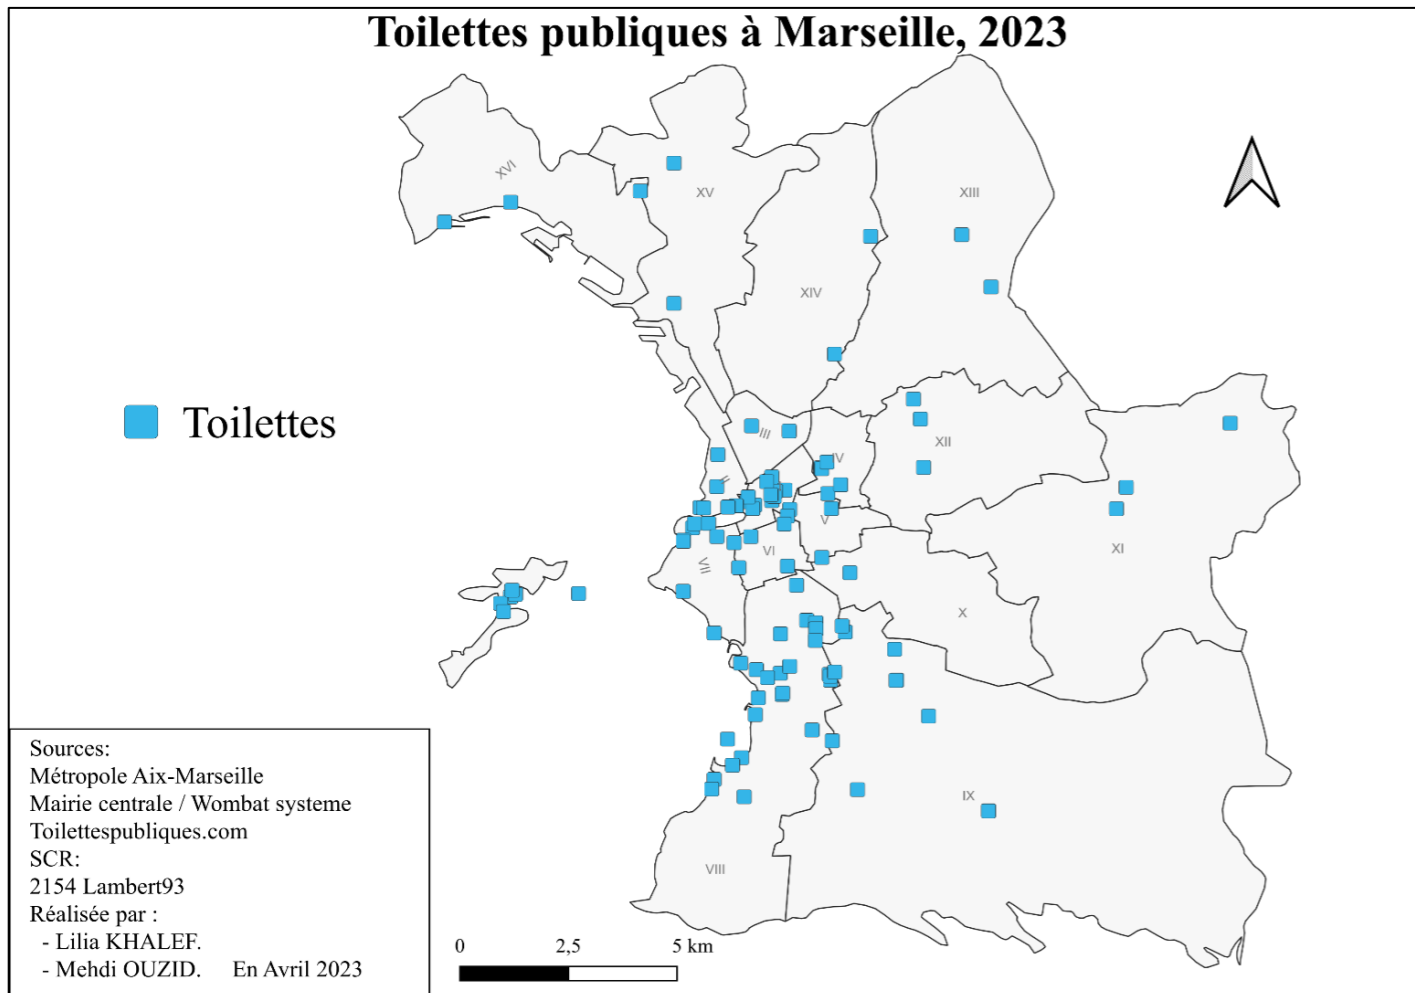 Toilettes publiques à Marseille, 2023
XVI
XV
XIII
XIV
Toilettes
III
XII
IV
II
V
VI
XI
VII
X
IX
VIII
Sources:
Métropole Aix-Marseille
Mairie centrale / Wombat systeme
Toilettespubliques.com
SCR:
2154 Lambert93
Réalisée par :
- Lilia KHALEF.
- Mehdi OUZID. En Avril 2023
0 2,5 5 km